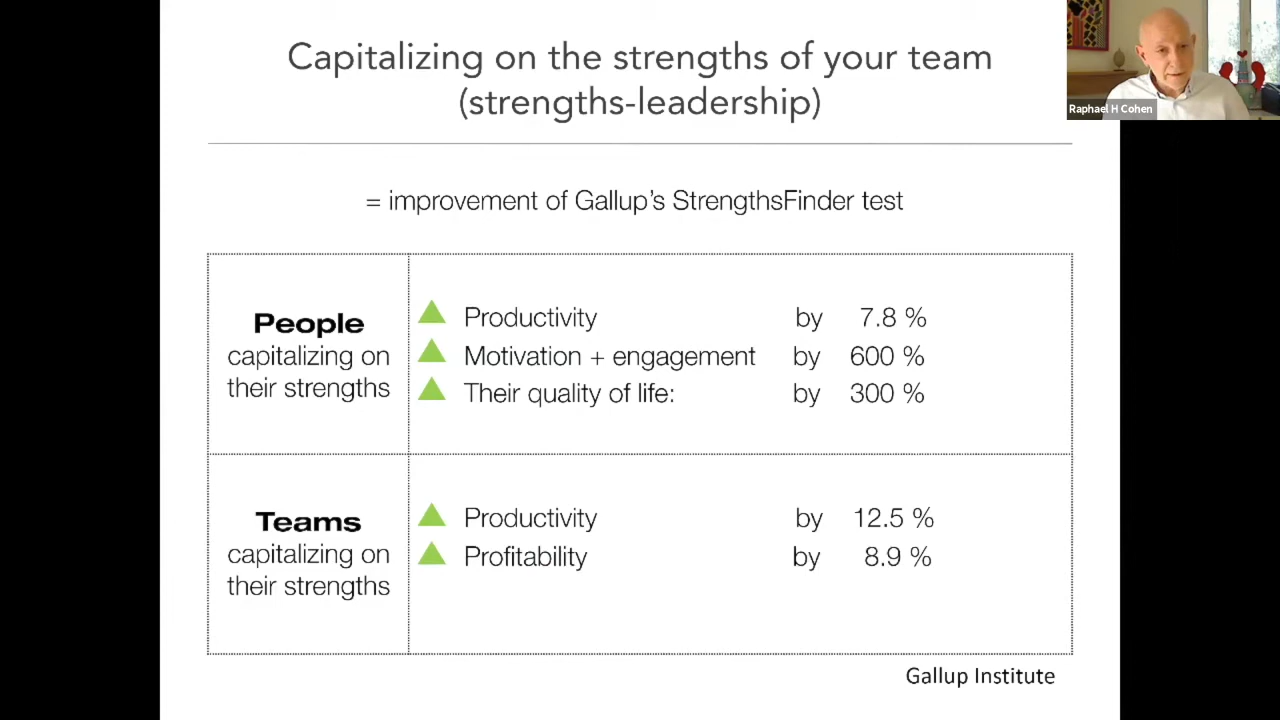 Capitalizing on the strengths of your team
(strengths-leadership)
Raphael H Cohen
= improvement of Gallup's StrengthsFinder test
People
capitalizing on
their strengths
Productivity by 7.8 %
Motivation + engagement by 600 %
Their quality of life: by 300 %
Teams
capitalizing on
their strengths
Productivity by 12.5 %
Profitability by 8.9 %
Gallup Institute